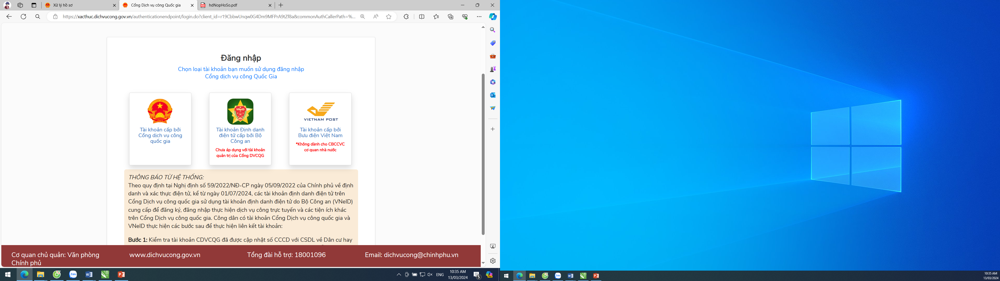 Xử lý hồ sơ
Cổng Dịch vụ công Quốc gia
hdNopHoSo.pdf
https://xacthuc.dichvucong.gov.vn/authenticationendpoint/login.do?client_id=r19CbbwUnqw0G4Dm9MFPrA9tZf8a&commonAuthCallerPath=%...
Đăng nhập
Chọn loại tài khoản bạn muốn sử dụng đăng nhập
Cổng dịch vụ công Quốc Gia
Tài khoản cấp bởi
Cổng dịch vụ công
quốc gia
VNeID
Tài khoản Định danh
điện tử cấp bởi Bộ
Công an
Chưa áp dụng với tài khoản
quản trị của Cổng DVCQG
VIETNAM POST
Tài khoản cấp bởi
Bưu điện Việt Nam
*Không dành cho CBCCVC
cơ quan nhà nước
THÔNG BÁO TỪ HỆ THỐNG:
Theo quy định tại Nghị định số 59/2022/NĐ-CP ngày 05/09/2022 của Chính phủ về định
danh và xác thực điện tử, kể từ ngày 01/07/2024, các tài khoản định danh điện tử trên
Cổng Dịch vụ công quốc gia sử dụng tài khoản định danh điện tử do Bộ Công an (VNeID)
cung cấp để đăng ký, đăng nhập thực hiện dịch vụ công trực tuyến và các tiện ích khác
trên Cổng Dịch vụ công quốc gia. Công dân có tài khoản Cổng Dịch vụ công quốc gia và
VNeID thực hiện các bước sau để thực hiện liên kết tài khoản:
Bước 1: Kiểm tra tài khoản CDVCQG đã được cập nhật số CCCD với CSDL về Dân cư hay
Cơ quan chủ quản: Văn phòng
Chính phủ
www.dichvucong.gov.vn
Tổng đài hỗ trợ: 18001096
Email: dichvucong@chinhphu.vn
Zalo
ENG
10:35 AM
13/03/2024
5
Zalo
10:35 AM
13/03/2024